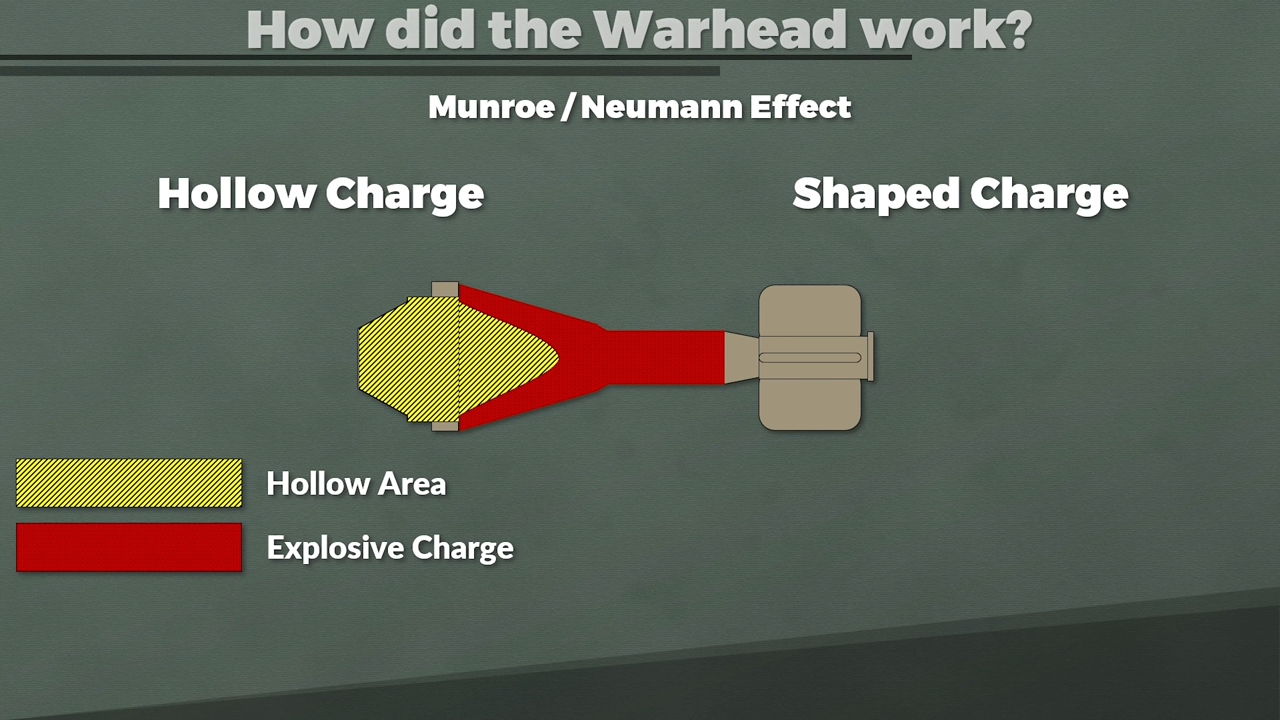 How did the Warhead work?
Munroe / Neumann Effect
Hollow Charge
Shaped Charge
Hollow Area
Explosive Charge